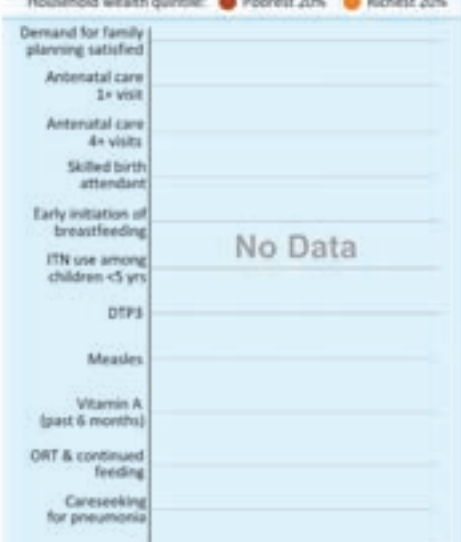 Household wealth quintile: Poorest 20% Richest 20%
Demand for family
planning satisfied
Antenatal care
1+ visit
Antenatal care
4+ visits
Skilled birth
attendant
Early initiation of
breastfeeding
No Data
ITN use among
children <5 yrs
DTP3
Measles
Vitamin A
(past 6 months)
ORT & continued
feeding
Careseeking
for pneumonia